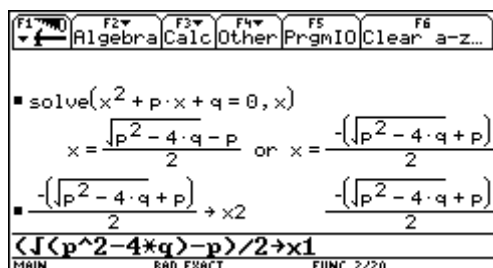 F1 F2 F3 F4 F5 F6
Algebra Calc Other PrgmIO Clear a-z…
▪ solve(x² + p·x + q = 0, x)
x = (√(p² - 4·q) - p)/2 or x = -(√(p² - 4·q) + p)/2
▪ -(√(p² - 4·q) + p)/2 → x2 -(√(p² - 4·q) + p)/2
(√(p^2-4*q)-p)/2→x1
MAIN RAD EXACT FUNC 2/20